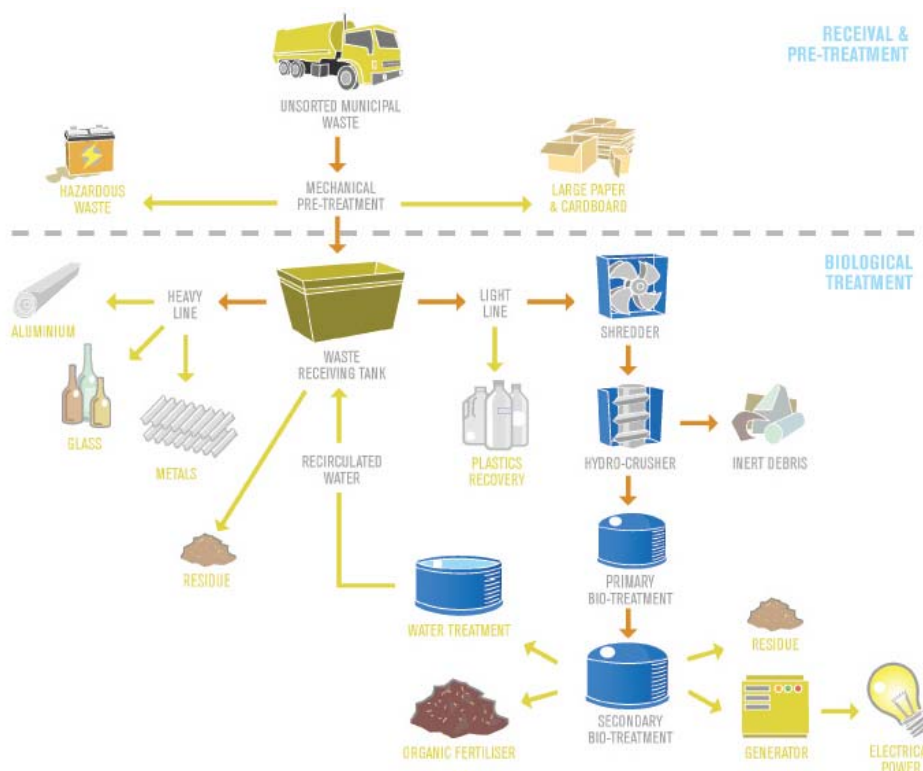 RECEIVAL &
PRE-TREATMENT
UNSORTED MUNICIPAL
WASTE
HAZARDOUS
WASTE
MECHANICAL
PRE-TREATMENT
LARGE PAPER
& CARDBOARD
BIOLOGICAL
TREATMENT
ALUMINIUM
HEAVY
LINE
WASTE
RECEIVING TANK
LIGHT
LINE
SHREDDER
GLASS
METALS
RECIRCULATED
WATER
PLASTICS
RECOVERY
HYDRO-CRUSHER
INERT DEBRIS
RESIDUE
PRIMARY
BIO-TREATMENT
WATER TREATMENT
RESIDUE
ORGANIC FERTILISER
SECONDARY
BIO-TREATMENT
GENERATOR
ELECTRICAL
POWER